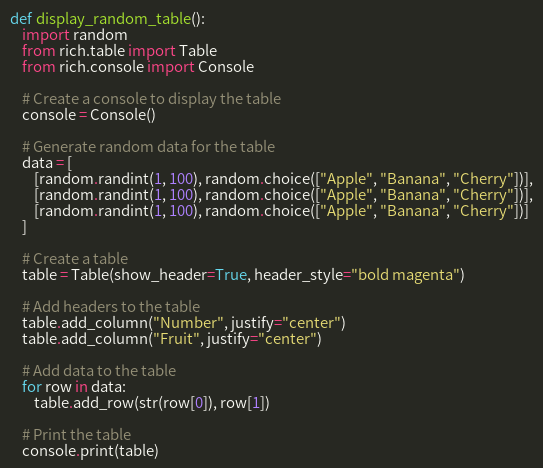 def display_random_table():
    import random
    from rich.table import Table
    from rich.console import Console

    # Create a console to display the table
    console = Console()

    # Generate random data for the table
    data = [
        [random.randint(1, 100), random.choice(["Apple", "Banana", "Cherry"])],
        [random.randint(1, 100), random.choice(["Apple", "Banana", "Cherry"])],
        [random.randint(1, 100), random.choice(["Apple", "Banana", "Cherry"])]
    ]

    # Create a table
    table = Table(show_header=True, header_style="bold magenta")

    # Add headers to the table
    table.add_column("Number", justify="center")
    table.add_column("Fruit", justify="center")

    # Add data to the table
    for row in data:
        table.add_row(str(row[0]), row[1])

    # Print the table
    console.print(table)